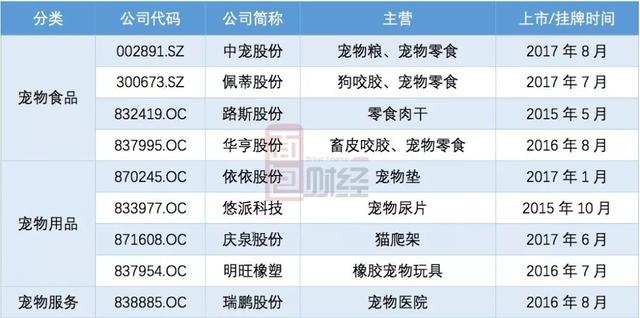 分类 公司代码 公司简称 主营 上市/挂牌时间
002891.SZ 中宠股份 宠物粮、宠物零食 2017 年 8 月
300673.SZ 佩蒂股份 狗咬胶、宠物零食 2017 年 7 月
宠物食品
832419.OC 路斯股份 零食肉干 2015 年 5 月
837995.OC 华亨股份 畜皮咬胶、宠物零食 2016 年 8 月
870245.OC 依依股份 宠物垫 2017 年 1 月
833977.OC 悠派科技 宠物尿片 2015 年 10 月
宠物用品
871608.OC 庆泉股份 猫爬架 2017 年 6 月
837954.OC 明旺橡塑 橡胶宠物玩具 2016 年 7 月
宠物服务 838885.OC 瑞鹏股份 宠物医院 2016 年 8 月
财经